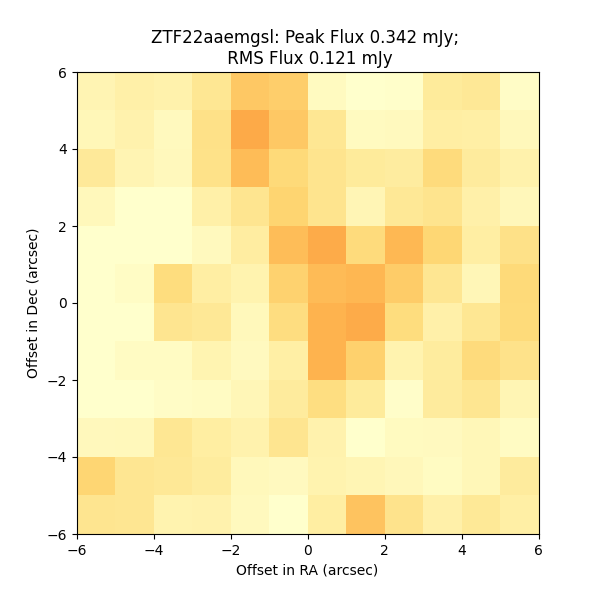 ZTF22aaemgsl: Peak Flux 0.342 mJy;
RMS Flux 0.121 mJy
6
4
2
0
−2
−4
−6
Offset in Dec (arcsec)
−6 −4 −2 0 2 4 6
Offset in RA (arcsec)